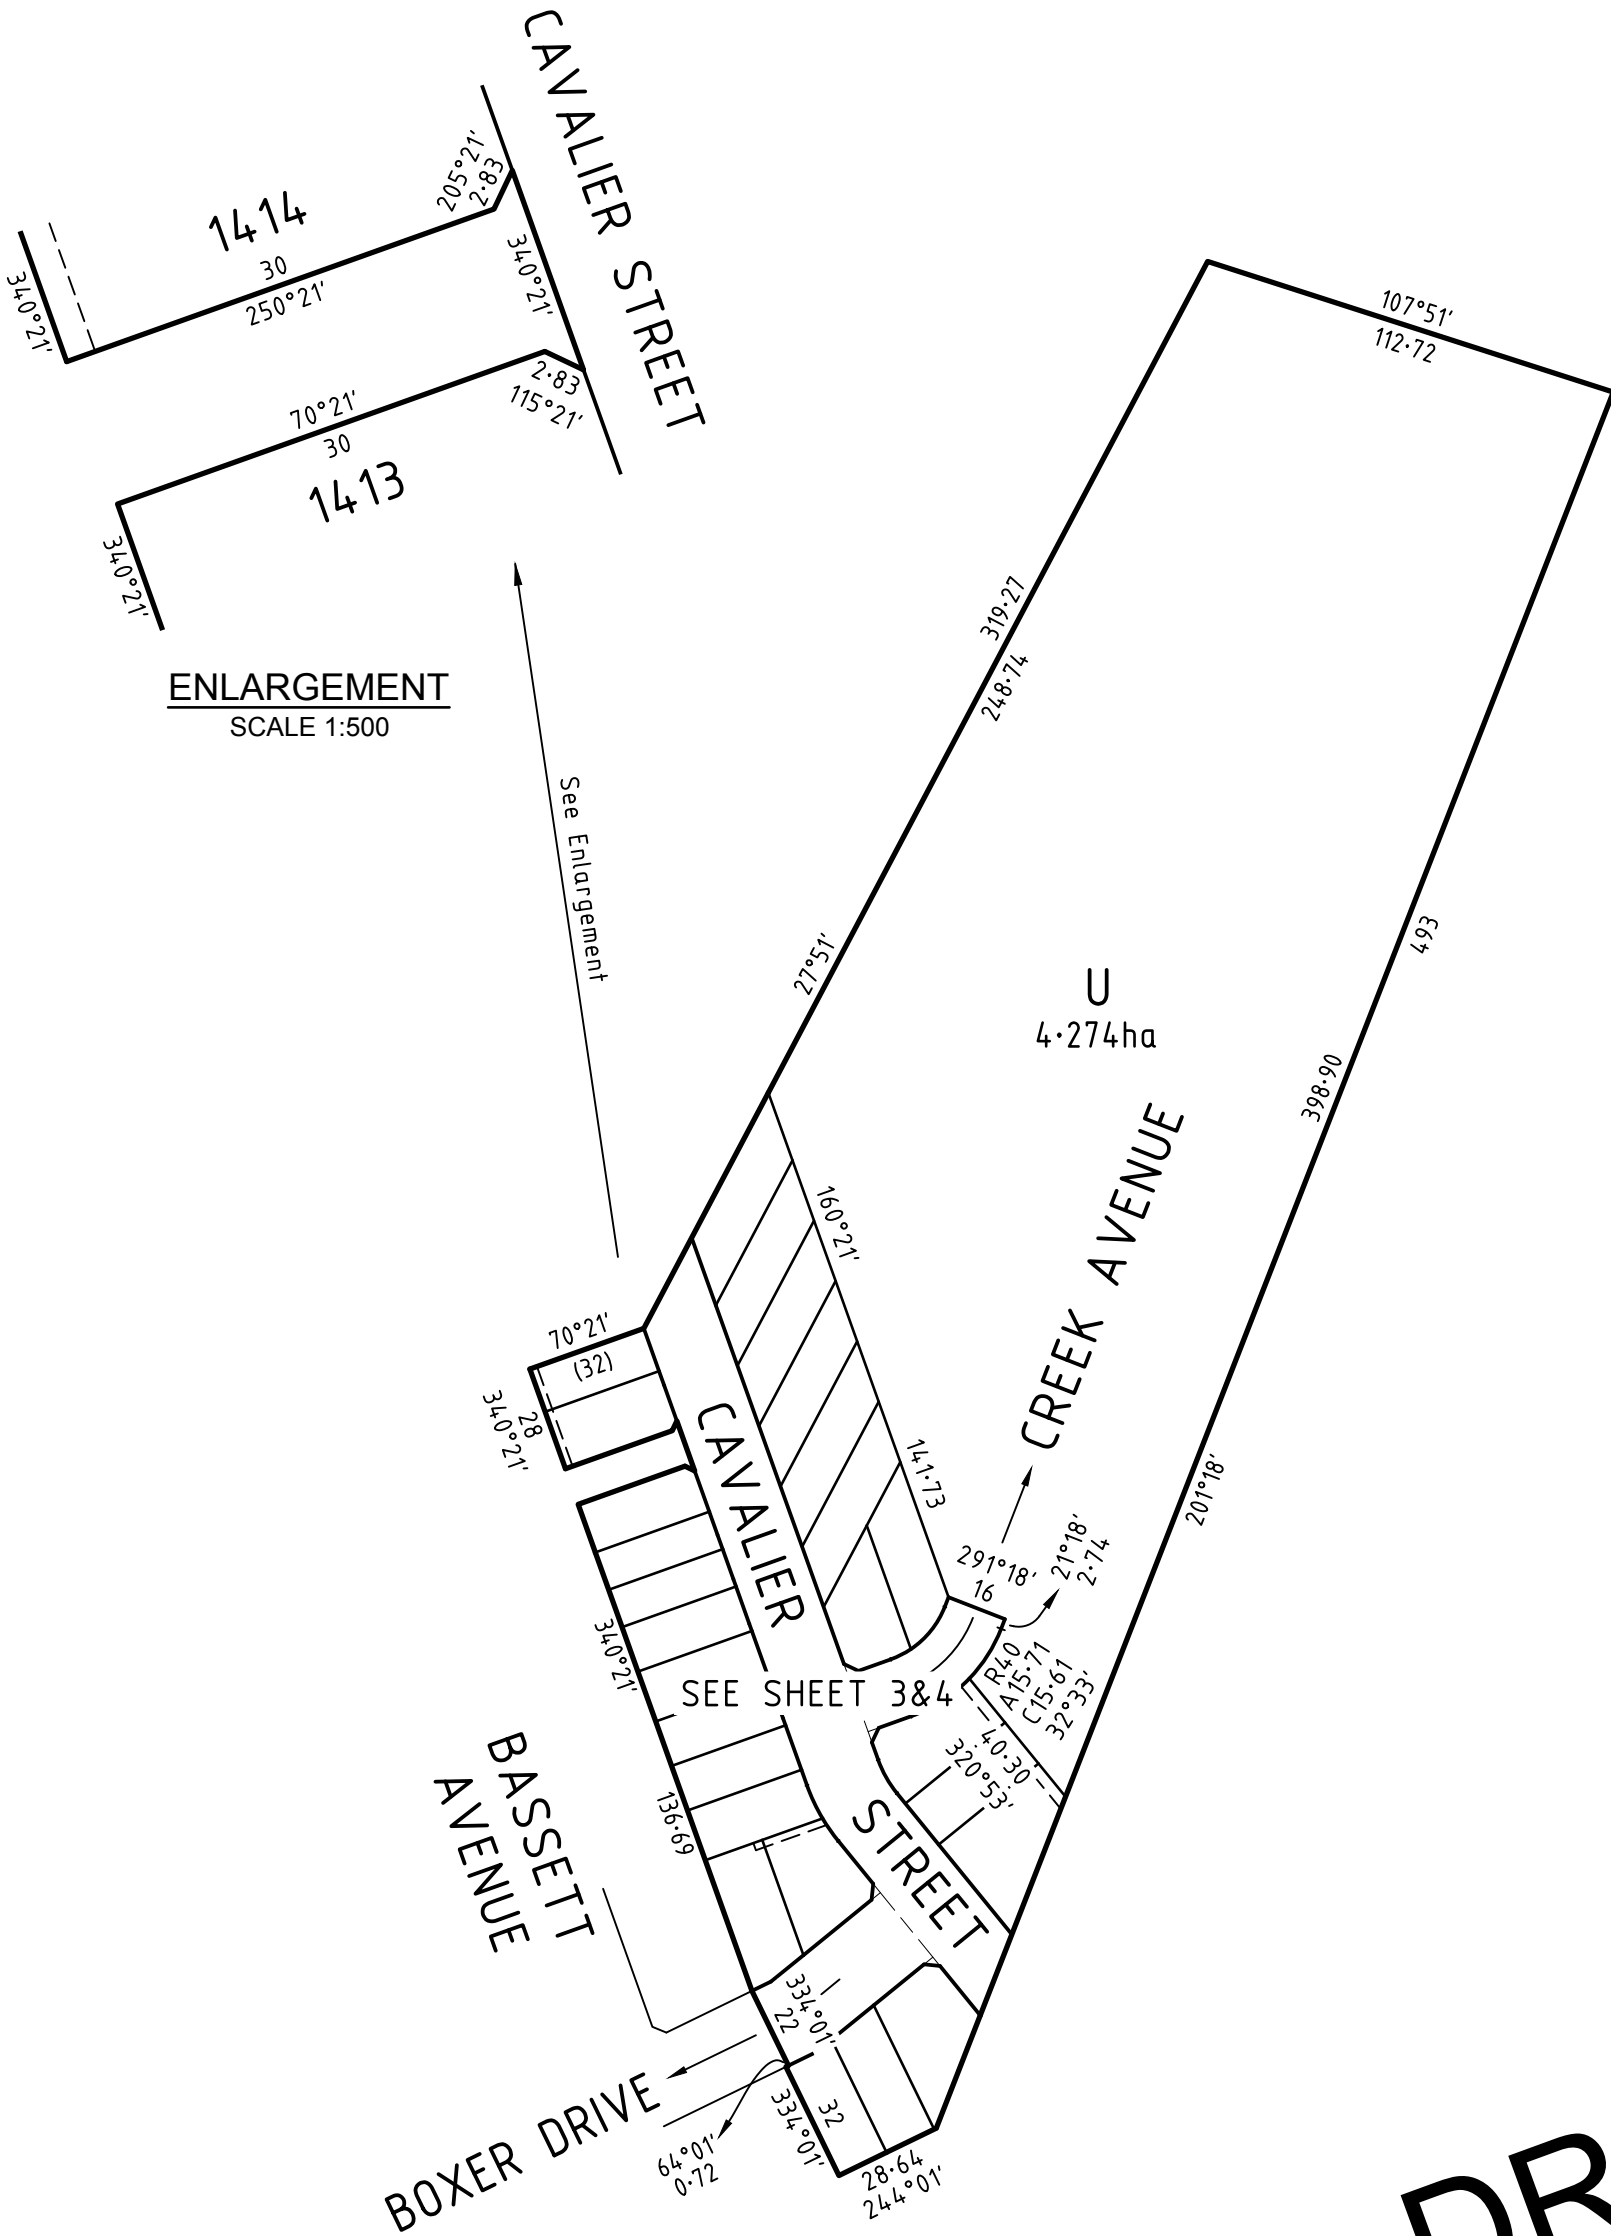 CAVALIER STREET
205°21'
2·83
1414
30
250°21'
340°21'
340°21'
2·83
115°21'
70°21'
30
1413
340°21'
ENLARGEMENT
SCALE 1:500
See Enlargement
107°51'
112·72
319·27
248·74
27°51'
493
398·90
U
4·274ha
CREEK AVENUE
160°21'
141·73
201°18'
70°21'
(32)
28
340°21'
CAVALIER
291°18'
16
21°18'
2·74
R40
A15·71
C15·61
32°33'
340°21'
SEE SHEET 3&4
40·30
320°53'
136·69
BASSETT
AVENUE
STREET
334°01'
22
BOXER DRIVE
64°01'
0·72
334°01'
32
28·64
244°01'
DR